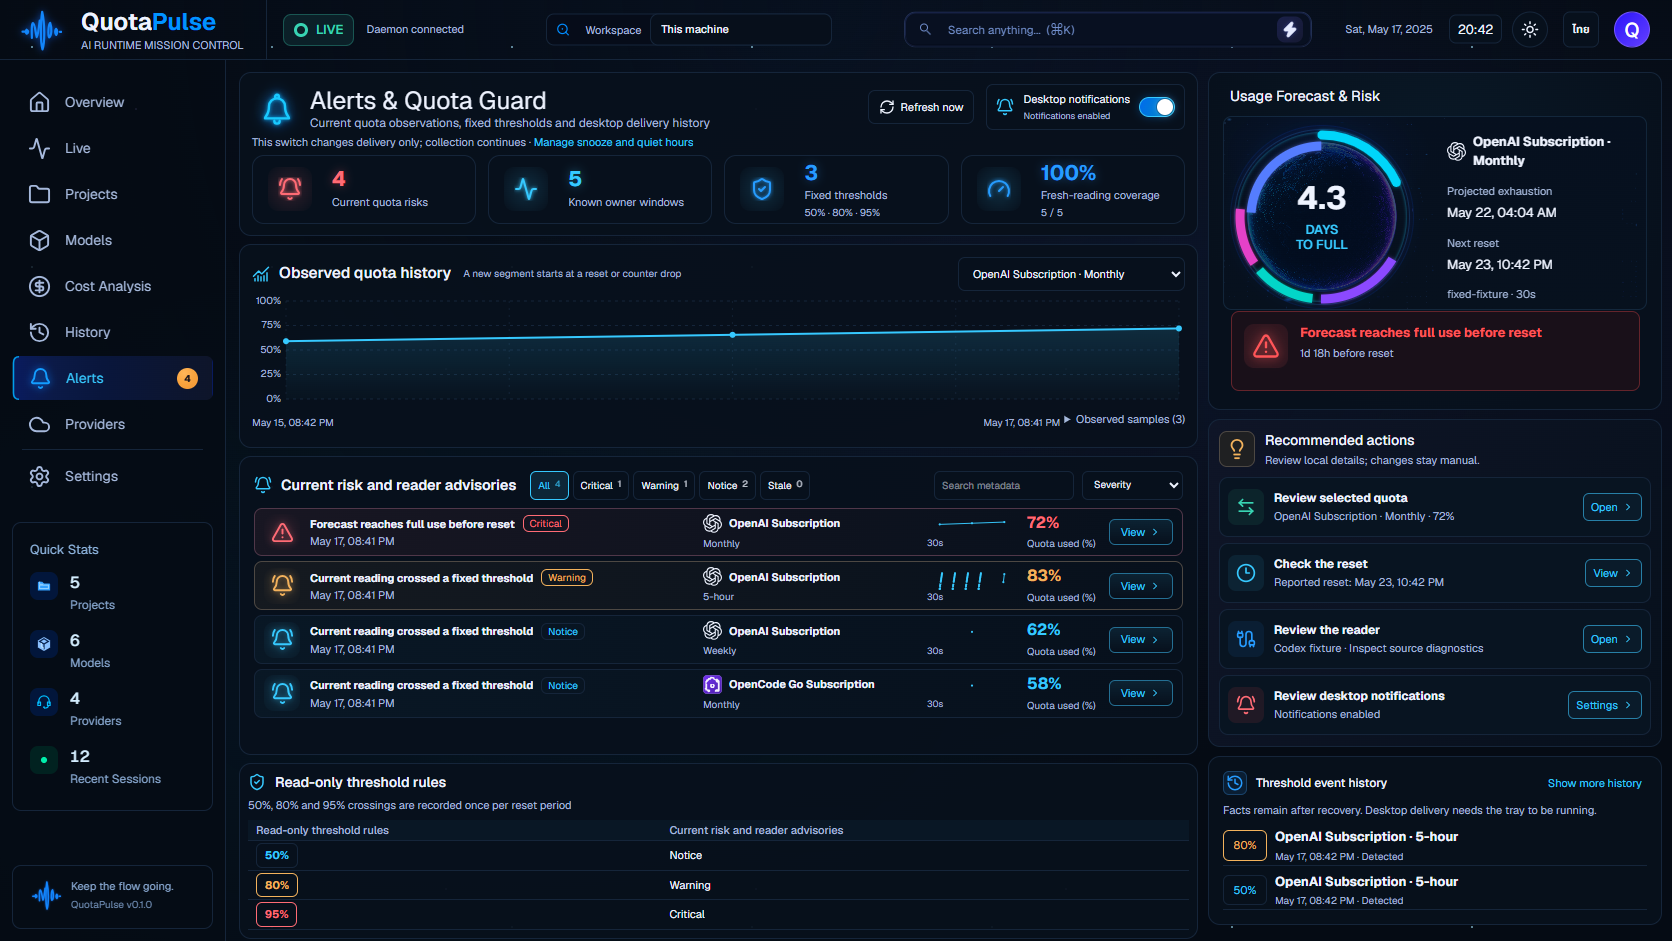 QuotaPulse
AI RUNTIME MISSION CONTROL
LIVE
Daemon connected
Workspace
This machine
Search anything... (⌘K)
Sat, May 17, 2025
20:42
ไทย
Q
Overview
Live
Projects
Models
Cost Analysis
History
Alerts
4
Providers
Settings
Quick Stats
5
Projects
6
Models
4
Providers
12
Recent Sessions
Keep the flow going.
QuotaPulse v0.1.0
Alerts & Quota Guard
Current quota observations, fixed thresholds and desktop delivery history
Refresh now
Desktop notifications
Notifications enabled
This switch changes delivery only; collection continues · Manage snooze and quiet hours
4
Current quota risks
5
Known owner windows
3
Fixed thresholds
50% · 80% · 95%
100%
Fresh-reading coverage
5 / 5
Observed quota history
A new segment starts at a reset or counter drop
OpenAI Subscription · Monthly
100%
75%
50%
25%
0%
May 15, 08:42 PM
May 17, 08:41 PM
Observed samples (3)
Current risk and reader advisories
All 4
Critical 1
Warning 1
Notice 2
Stale 0
Search metadata
Severity
Forecast reaches full use before reset
Critical
May 17, 08:41 PM
OpenAI Subscription
Monthly
30s
72%
Quota used (%)
View
Current reading crossed a fixed threshold
Warning
May 17, 08:41 PM
OpenAI Subscription
5-hour
30s
83%
Quota used (%)
View
Current reading crossed a fixed threshold
Notice
May 17, 08:41 PM
OpenAI Subscription
Weekly
30s
62%
Quota used (%)
View
Current reading crossed a fixed threshold
Notice
May 17, 08:41 PM
OpenCode Go Subscription
Monthly
30s
58%
Quota used (%)
View
Read-only threshold rules
50%, 80% and 95% crossings are recorded once per reset period
Read-only threshold rules
Current risk and reader advisories
50%
Notice
80%
Warning
95%
Critical
Usage Forecast & Risk
4.3
DAYS
TO FULL
OpenAI Subscription ·
Monthly
Projected exhaustion
May 22, 04:04 AM
Next reset
May 23, 10:42 PM
fixed-fixture · 30s
Forecast reaches full use before reset
1d 18h before reset
Recommended actions
Review local details; changes stay manual.
Review selected quota
OpenAI Subscription · Monthly · 72%
Open
Check the reset
Reported reset: May 23, 10:42 PM
View
Review the reader
Codex fixture · Inspect source diagnostics
Open
Review desktop notifications
Notifications enabled
Settings
Threshold event history
Show more history
Facts remain after recovery. Desktop delivery needs the tray to be running.
80%
OpenAI Subscription · 5-hour
May 17, 08:42 PM · Detected
50%
OpenAI Subscription · 5-hour
May 17, 08:42 PM · Detected